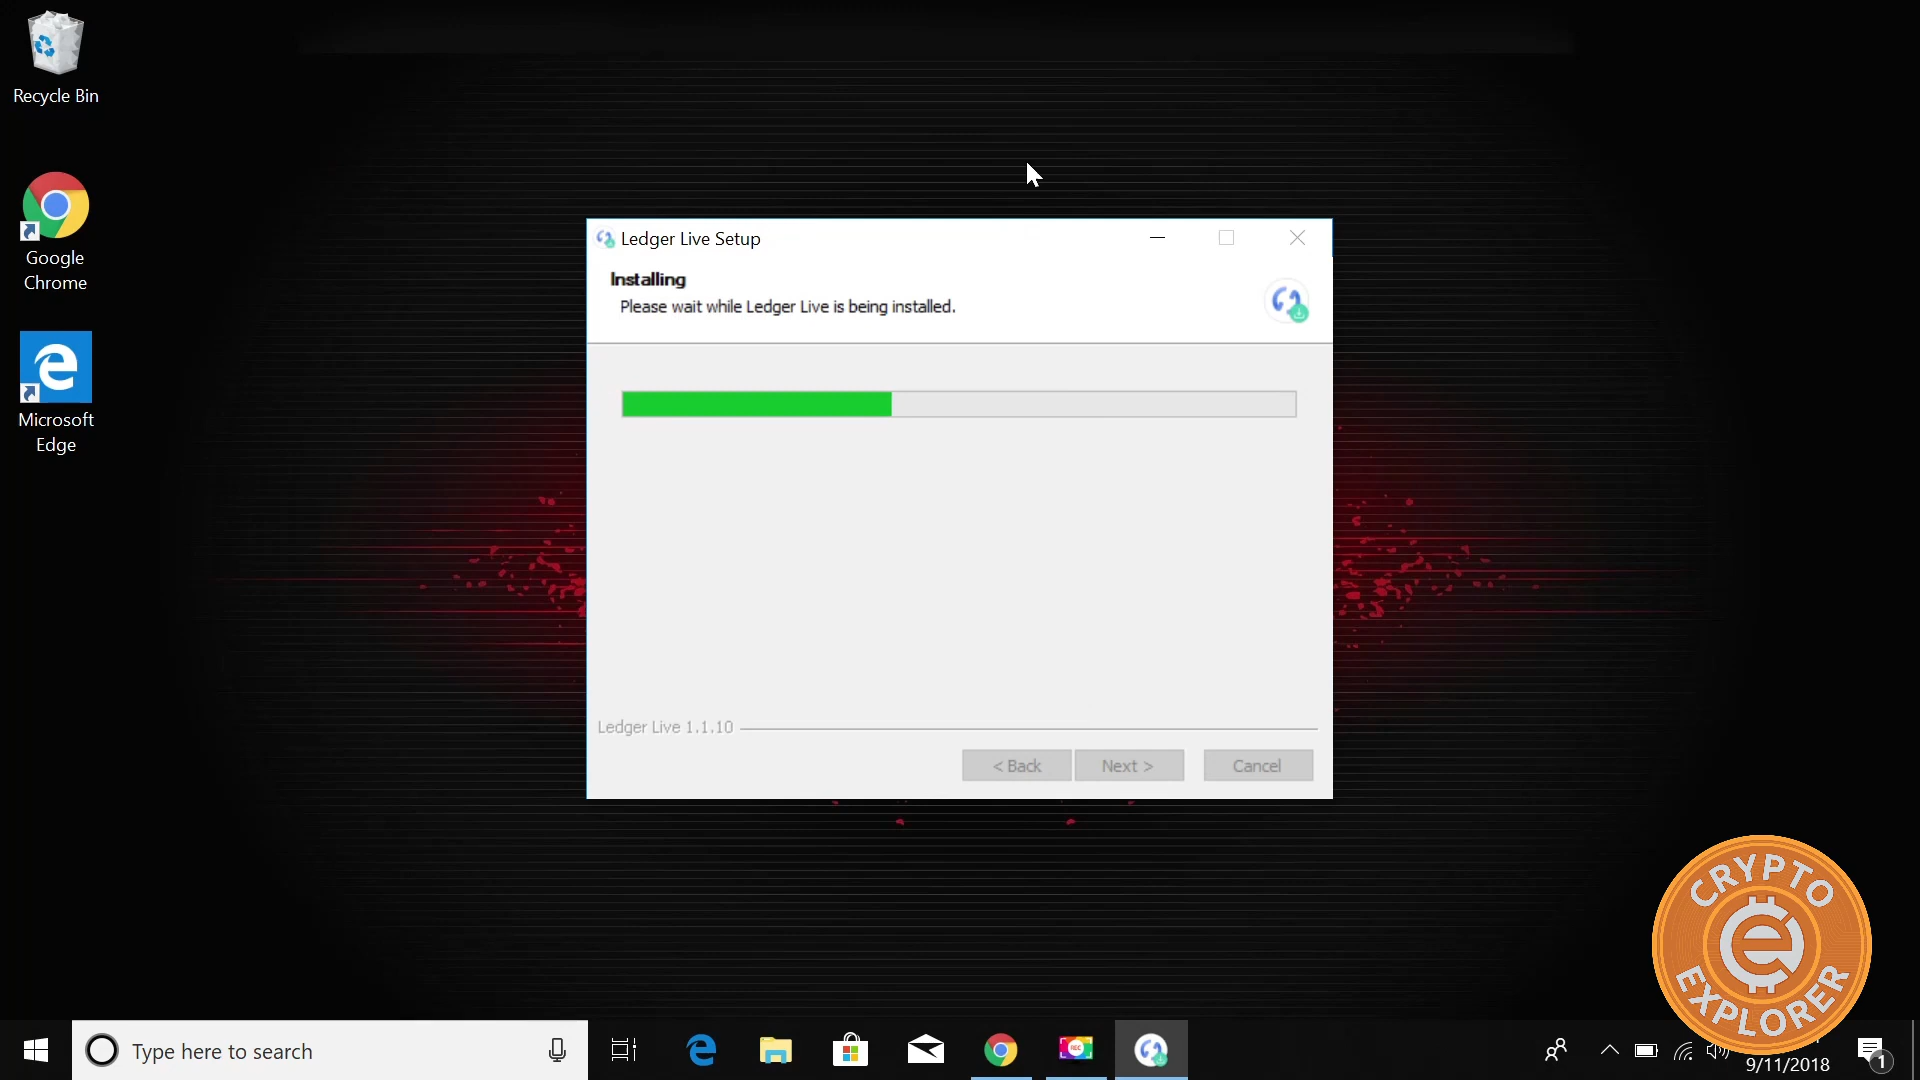 Recycle Bin
Google
Chrome
Microsoft
Edge
Ledger Live Setup
Installing
Please wait while Ledger Live is being installed.
Ledger Live 1.1.10
< Back
Next >
Cancel
CRYPTO
EXPLORER
Type here to search
REC
9/11/2018
1